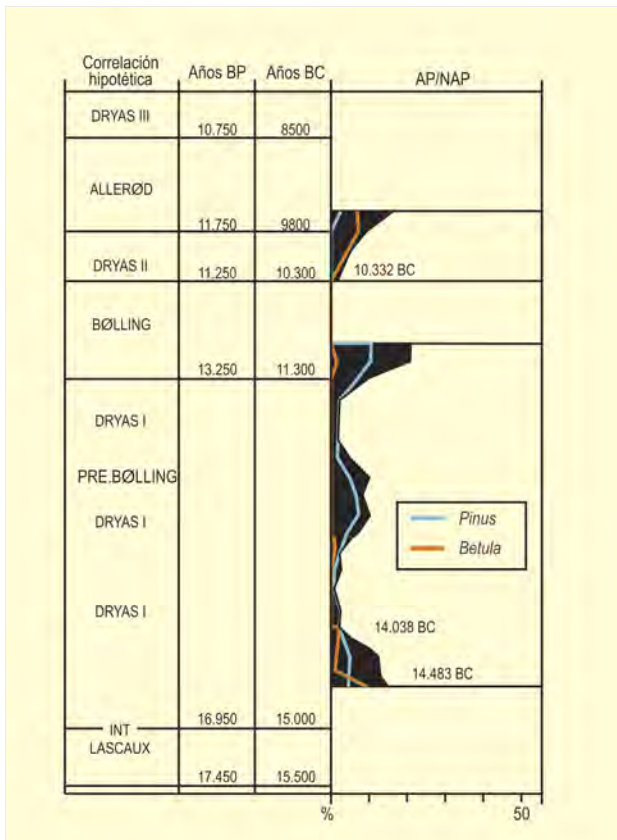 Correlación
hipotética
Años BP
Años BC
AP/NAP
DRYAS III
10.750
8500
ALLERØD
11.750
9800
DRYAS II
11.250
10.300
10.332 BC
BØLLING
13.250
11.300
DRYAS I
PRE.BØLLING
DRYAS I
Pinus
Betula
DRYAS I
14.038 BC
14.483 BC
16.950
15.000
INT
LASCAUX
17.450
15.500
%
50